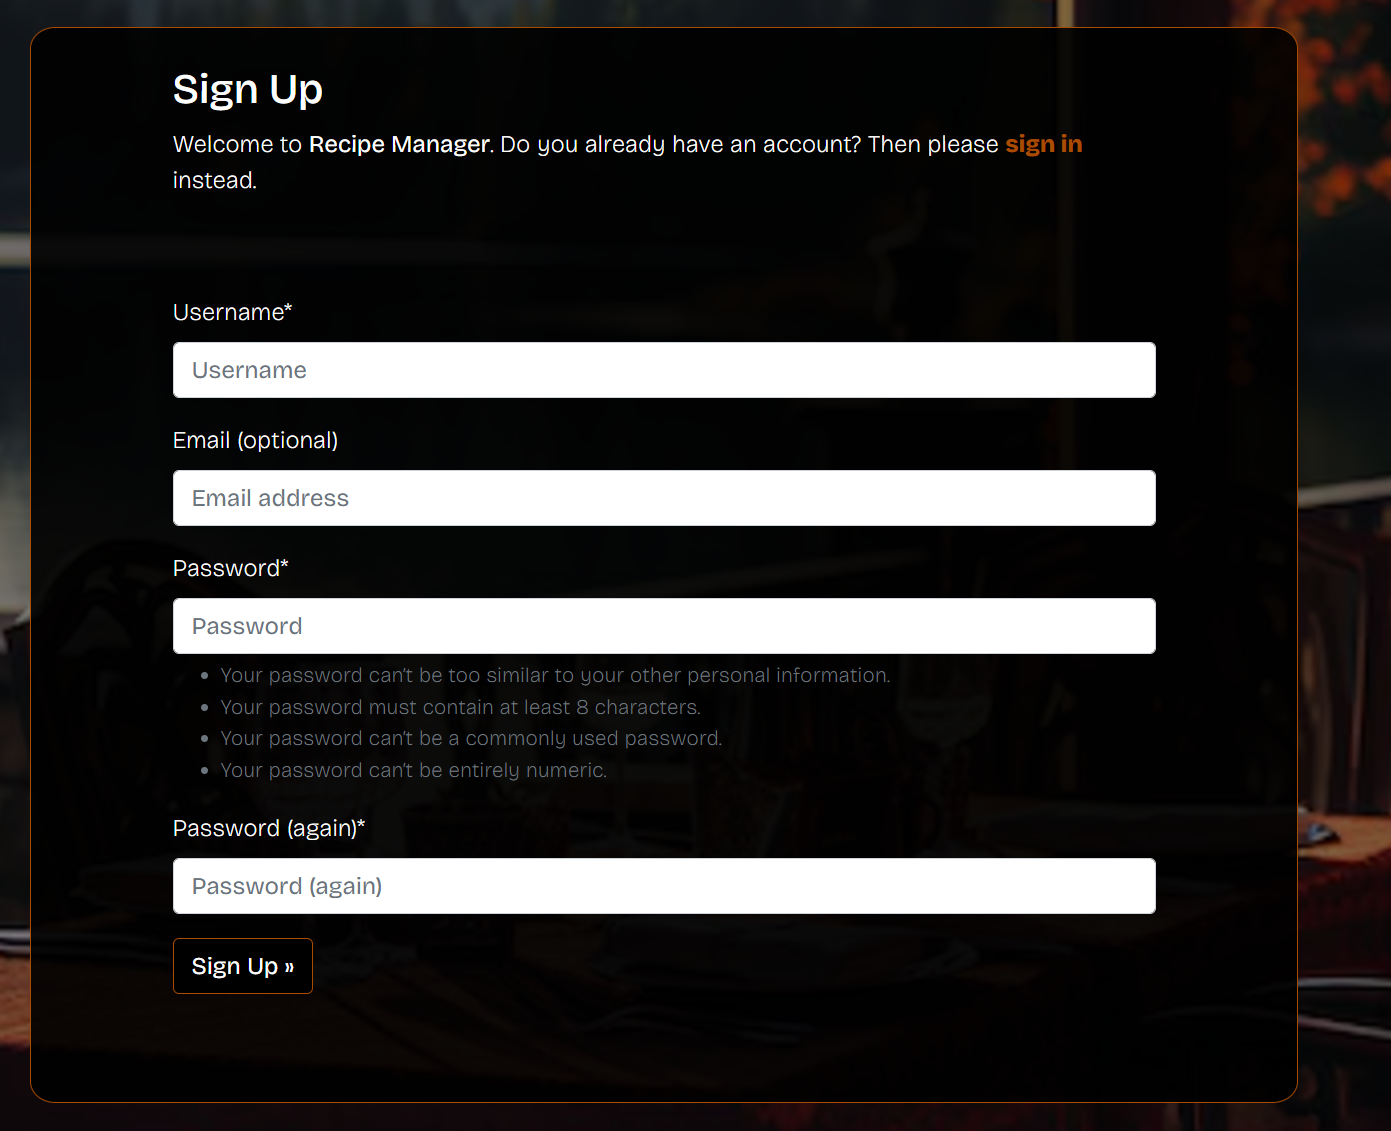 Sign Up
Welcome to Recipe Manager. Do you already have an account? Then please sign in
instead.
Username*
Username
Email (optional)
Email address
Password*
Password
• Your password can’t be too similar to your other personal information.
• Your password must contain at least 8 characters.
• Your password can’t be a commonly used password.
• Your password can’t be entirely numeric.
Password (again)*
Password (again)
Sign Up »